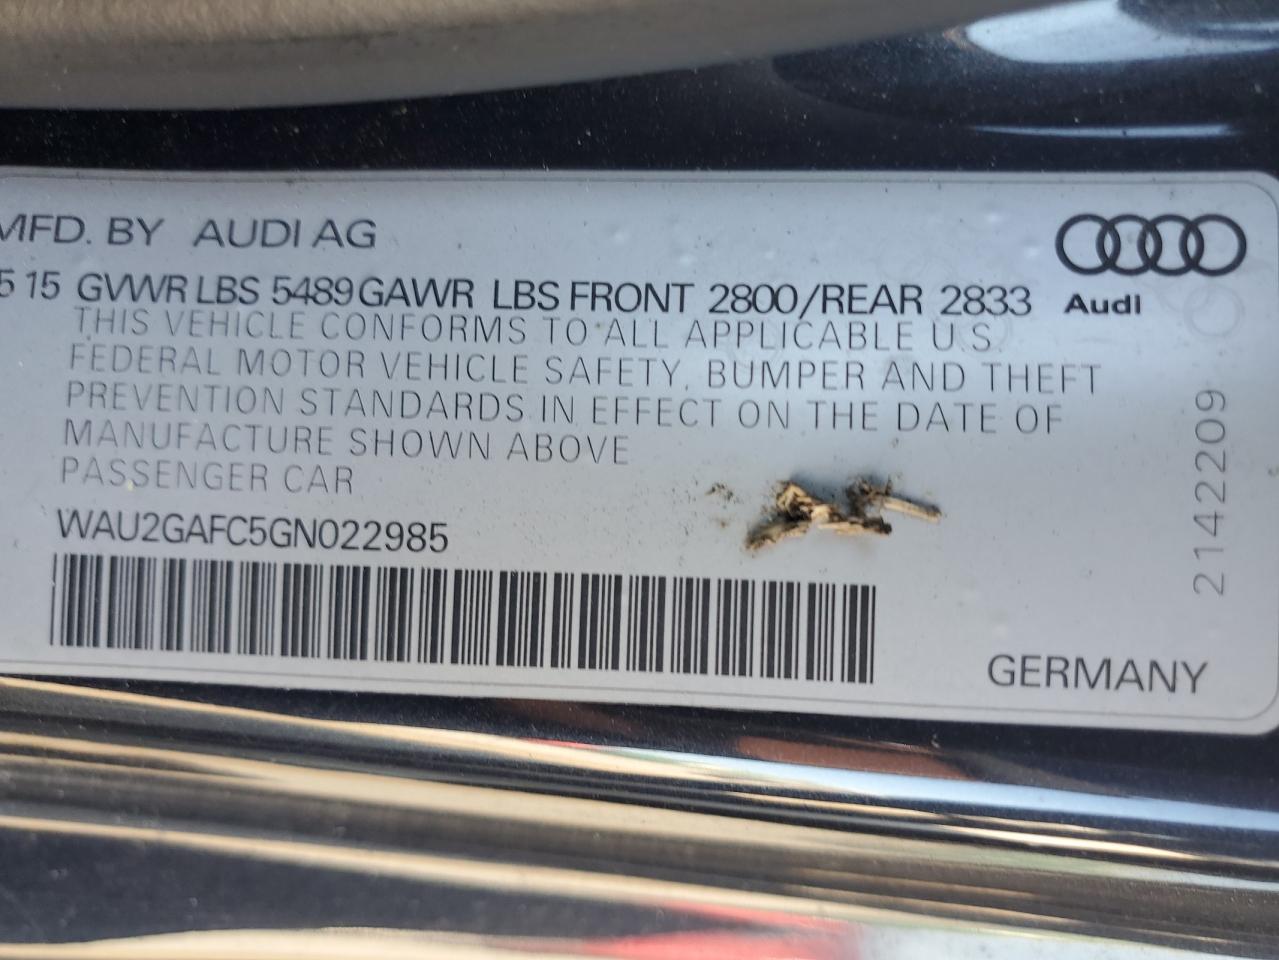 MFD. BY AUDI AG
5 15 GVWR LBS 5489 GAWR LBS FRONT 2800/REAR 2833
Audi
THIS VEHICLE CONFORMS TO ALL APPLICABLE U.S.
FEDERAL MOTOR VEHICLE SAFETY, BUMPER AND THEFT
PREVENTION STANDARDS IN EFFECT ON THE DATE OF
MANUFACTURE SHOWN ABOVE
PASSENGER CAR
WAU2GAFC5GN022985
2142209
GERMANY